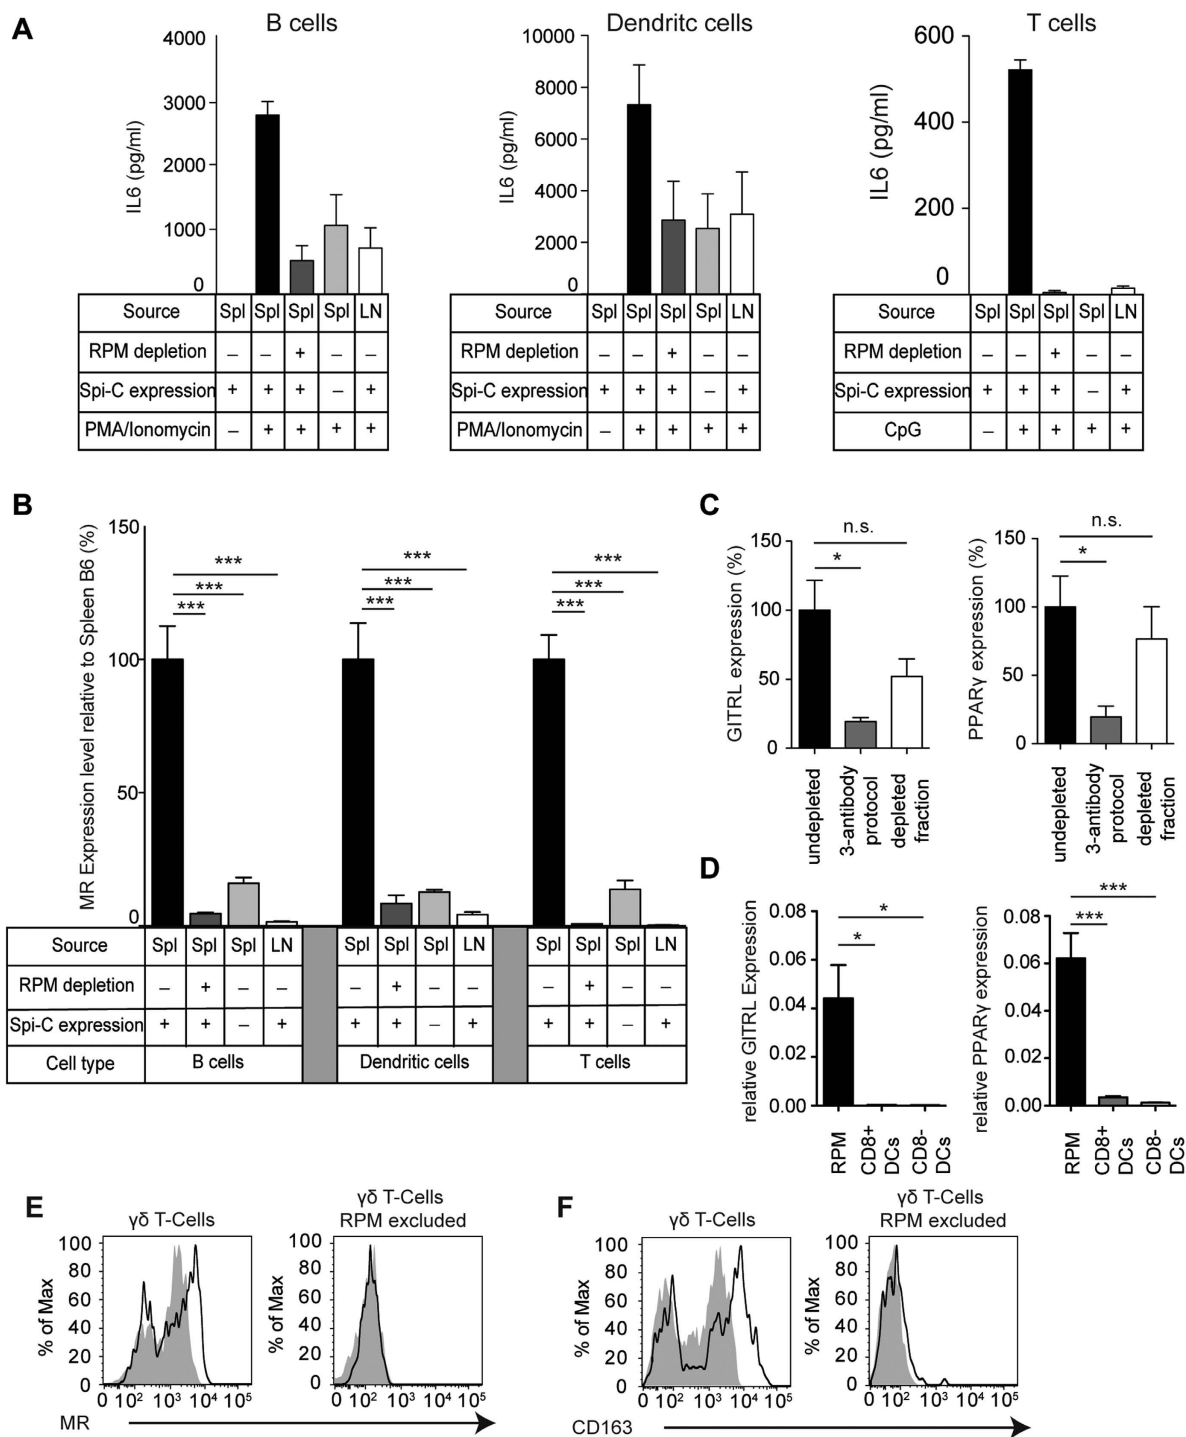 A
B cells
IL6 (pg/ml)
4000
3000
2000
1000
0
Source Spl Spl Spl Spl LN
RPM depletion – – + – –
Spi-C expression + + + – +
PMA/Ionomycin – + + + +
Dendritc cells
IL6 (pg/ml)
10000
8000
6000
4000
2000
0
Source Spl Spl Spl Spl LN
RPM depletion – – + – –
Spi-C expression + + + – +
PMA/Ionomycin – + + + +
T cells
IL6 (pg/ml)
600
400
200
0
Source Spl Spl Spl Spl LN
RPM depletion – – + – –
Spi-C expression + + + – +
CpG – + + + +
B
MR Expression level relative to Spleen B6 (%)
150
100
50
0
*** *** ***
*** *** ***
*** *** ***
Source Spl Spl Spl LN Spl Spl Spl LN Spl Spl Spl LN
RPM depletion – + – – – + – – – + – –
Spi-C expression + + – + + + – + + + – +
Cell type B cells Dendritic cells T cells
C
GITRL expression (%)
150
100
50
0
n.s.
*
undepleted
3-antibody
protocol
depleted
fraction
PPARγ expression (%)
150
100
50
0
n.s.
*
undepleted
3-antibody
protocol
depleted
fraction
D
relative GITRL Expression
0.08
0.06
0.04
0.02
0.00
*
*
RPM
CD8+
DCs
CD8-
DCs
relative PPARγ expression
0.08
0.06
0.04
0.02
0.00
***
***
RPM
CD8+
DCs
CD8-
DCs
E
γδ T-Cells
% of Max
100
80
60
40
20
0
0 10² 10³ 10⁴ 10⁵
γδ T-Cells
RPM excluded
% of Max
100
80
60
40
20
0
0 10² 10³ 10⁴ 10⁵
MR
F
γδ T-Cells
% of Max
100
80
60
40
20
0
0 10² 10³ 10⁴ 10⁵
γδ T-Cells
RPM excluded
% of Max
100
80
60
40
20
0
0 10² 10³ 10⁴ 10⁵
CD163